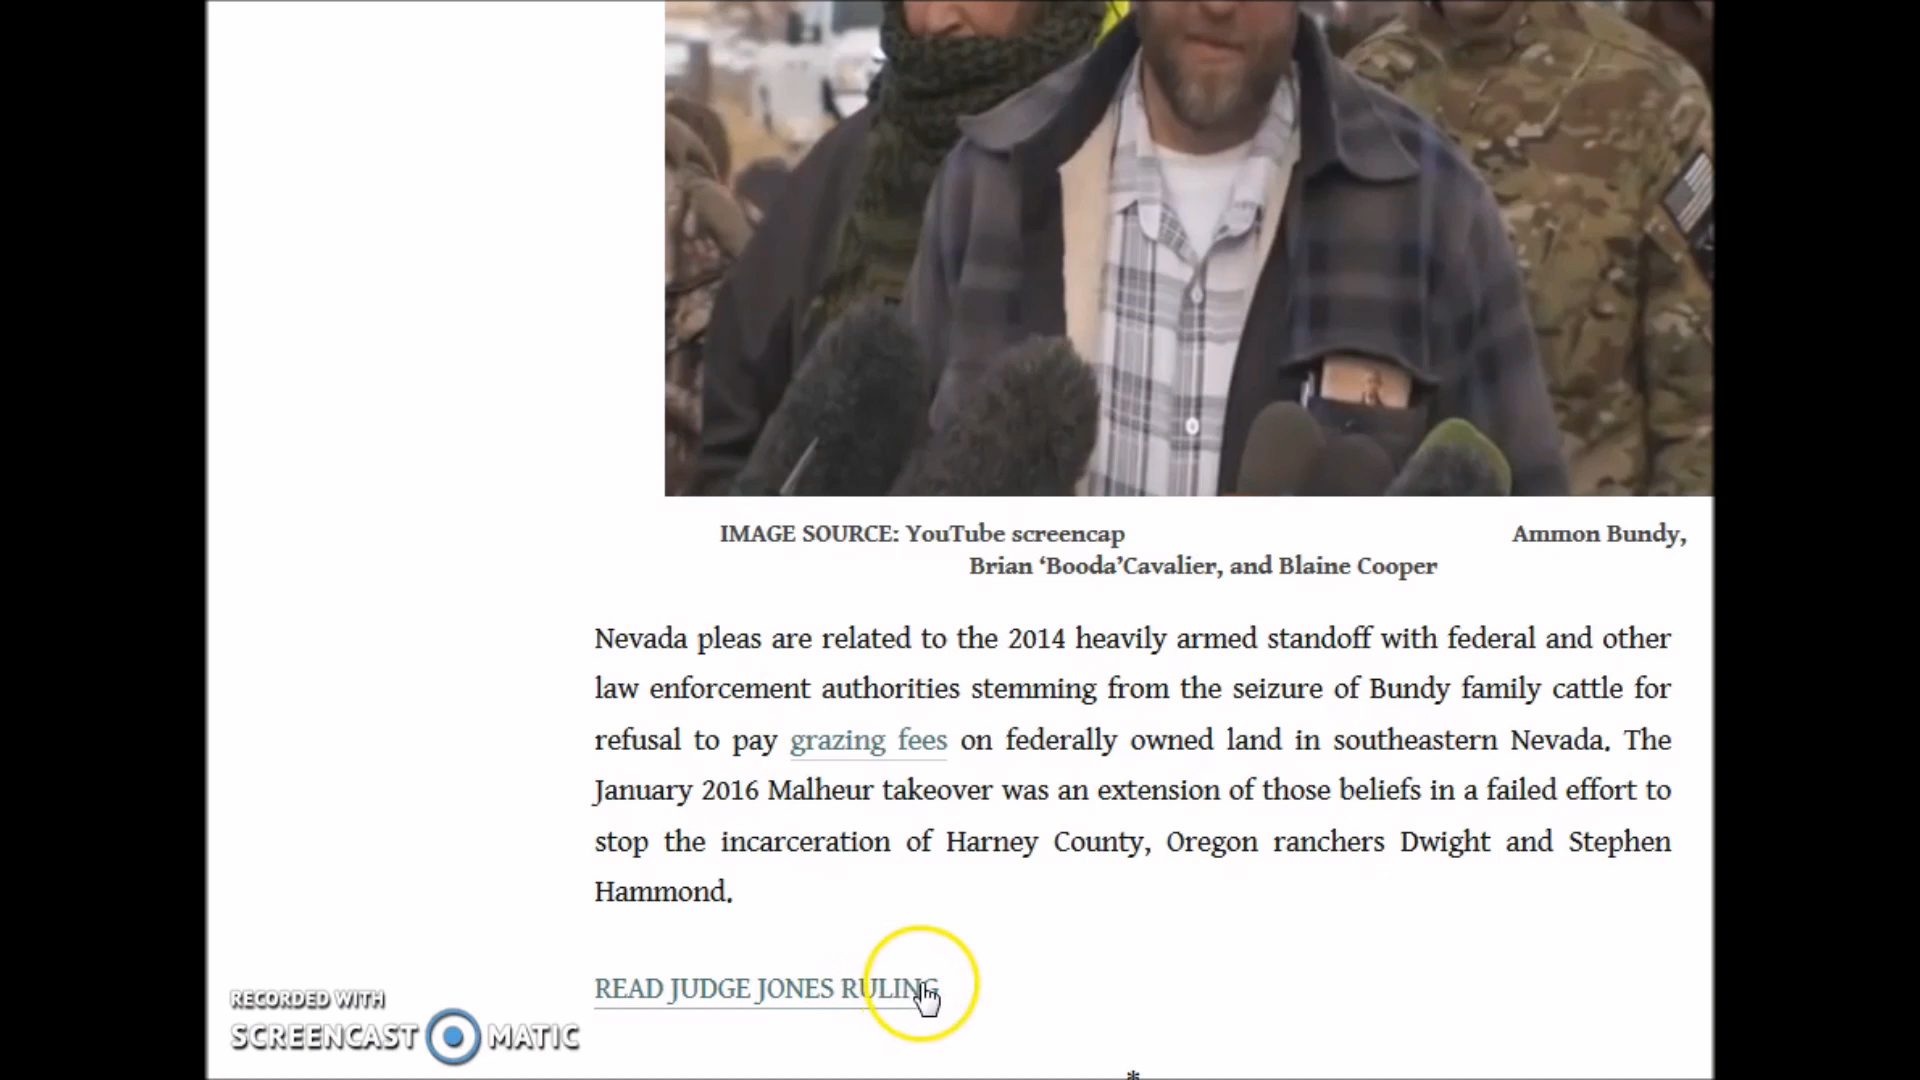 IMAGE SOURCE: YouTube screencap Ammon Bundy,
Brian ‘Booda’Cavalier, and Blaine Cooper
Nevada pleas are related to the 2014 heavily armed standoff with federal and other
law enforcement authorities stemming from the seizure of Bundy family cattle for
refusal to pay grazing fees on federally owned land in southeastern Nevada. The
January 2016 Malheur takeover was an extension of those beliefs in a failed effort to
stop the incarceration of Harney County, Oregon ranchers Dwight and Stephen
Hammond.
READ JUDGE JONES RULING
RECORDED WITH
SCREENCAST MATIC
*